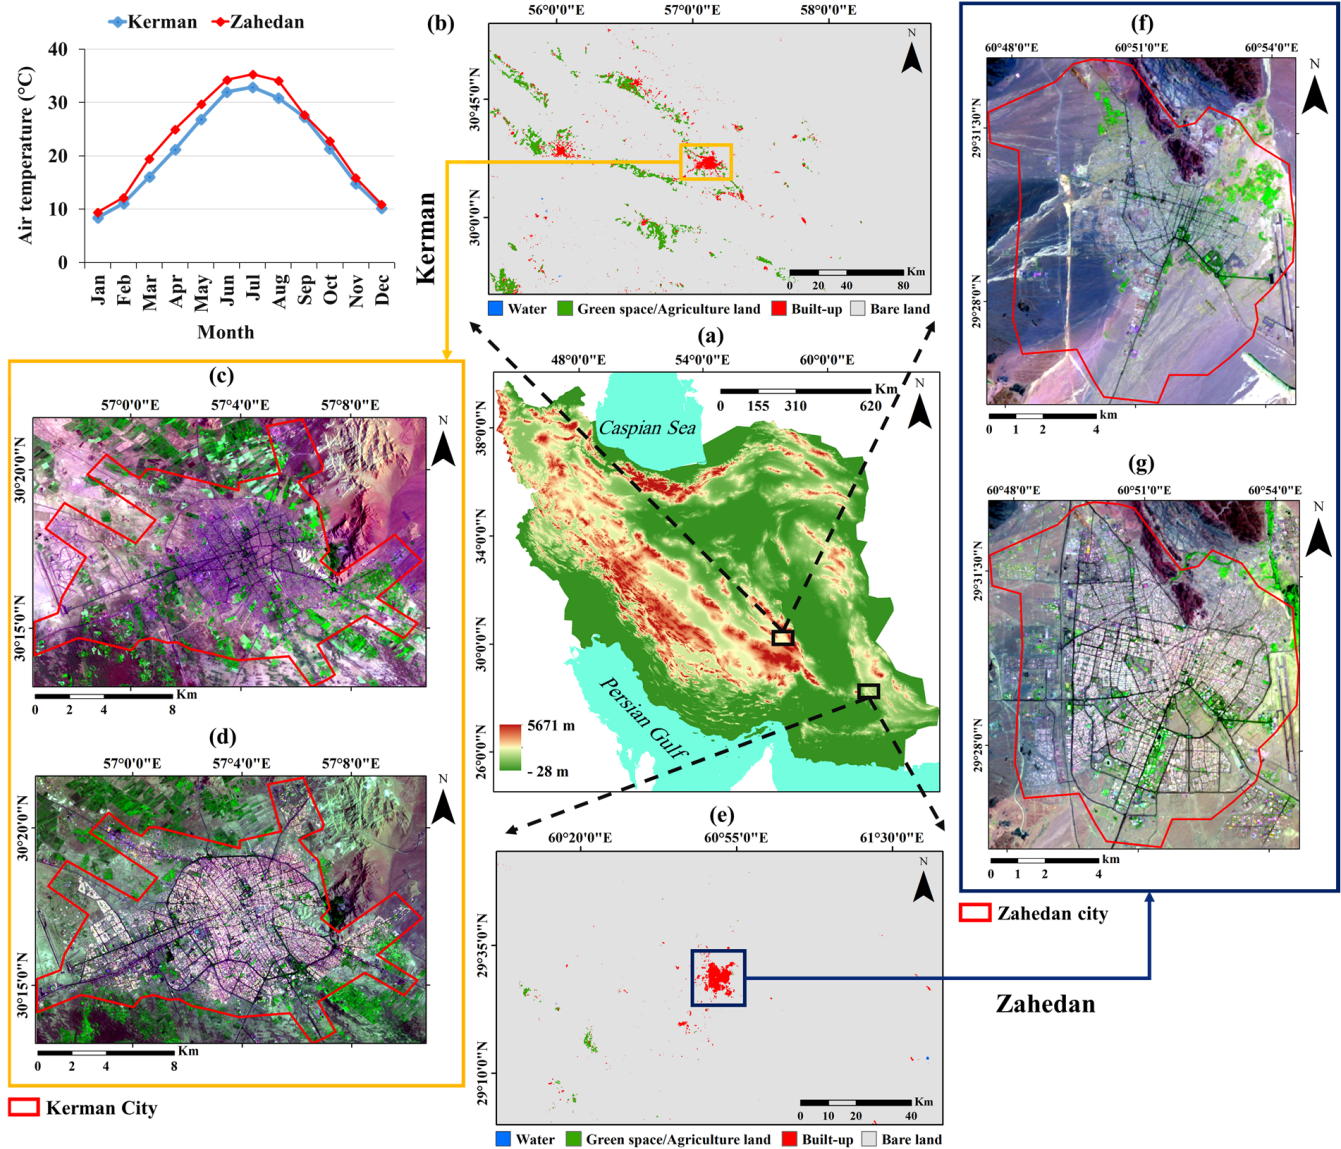 Kerman
Zahedan
40
30
20
10
0
Air temperature (°C)
Jan
Feb
Mar
Apr
May
Jun
Jul
Aug
Sep
Oct
Nov
Dec
Month
(b)
56°0'0"E
57°0'0"E
58°0'0"E
30°45'0"N
30°0'0"N
N
Km
0
20
40
80
Water
Green space/Agriculture land
Built-up
Bare land
Kerman
(a)
48°0'0"E
54°0'0"E
60°0'0"E
38°0'0"N
34°0'0"N
30°0'0"N
26°0'0"N
Km
0
155
310
620
N
Caspian Sea
Persian Gulf
5671 m
- 28 m
(c)
57°0'0"E
57°4'0"E
57°8'0"E
30°20'0"N
30°15'0"N
N
Km
0
2
4
8
(d)
57°0'0"E
57°4'0"E
57°8'0"E
30°20'0"N
30°15'0"N
N
Km
0
2
4
8
Kerman City
(e)
60°20'0"E
60°55'0"E
61°30'0"E
29°35'0"N
29°10'0"N
N
Km
0
10
20
40
Water
Green space/Agriculture land
Built-up
Bare land
(f)
60°48'0"E
60°51'0"E
60°54'0"E
29°31'30"N
29°28'0"N
N
km
0
1
2
4
(g)
60°48'0"E
60°51'0"E
60°54'0"E
29°31'30"N
29°28'0"N
N
km
0
1
2
4
Zahedan city
Zahedan